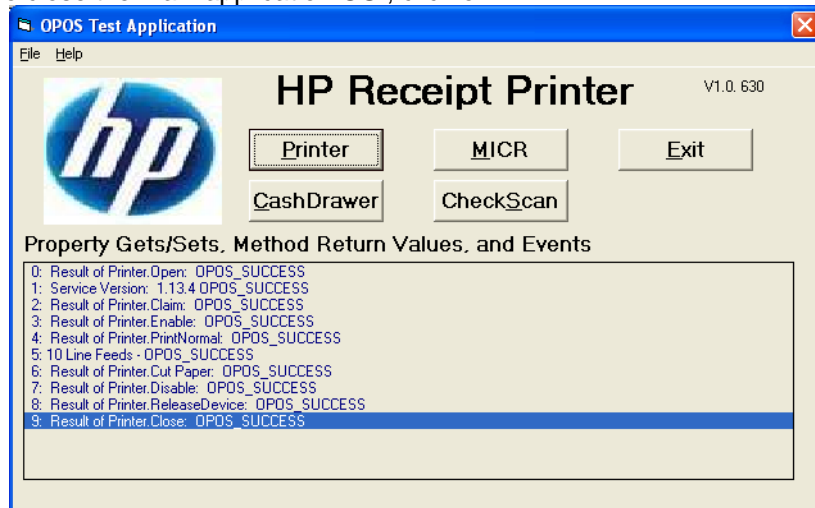 OPOS Test Application
File Help
hp
HP Receipt Printer
V1.0. 630
Printer MICR Exit
CashDrawer CheckScan
Property Gets/Sets, Method Return Values, and Events
0: Result of Printer.Open: OPOS_SUCCESS
1: Service Version: 1.13.4 OPOS_SUCCESS
2: Result of Printer.Claim: OPOS_SUCCESS
3: Result of Printer.Enable: OPOS_SUCCESS
4: Result of Printer.PrintNormal: OPOS_SUCCESS
5: 10 Line Feeds - OPOS_SUCCESS
6: Result of Printer.Cut Paper: OPOS_SUCCESS
7: Result of Printer.Disable: OPOS_SUCCESS
8: Result of Printer.ReleaseDevice: OPOS_SUCCESS
9: Result of Printer.Close: OPOS_SUCCESS